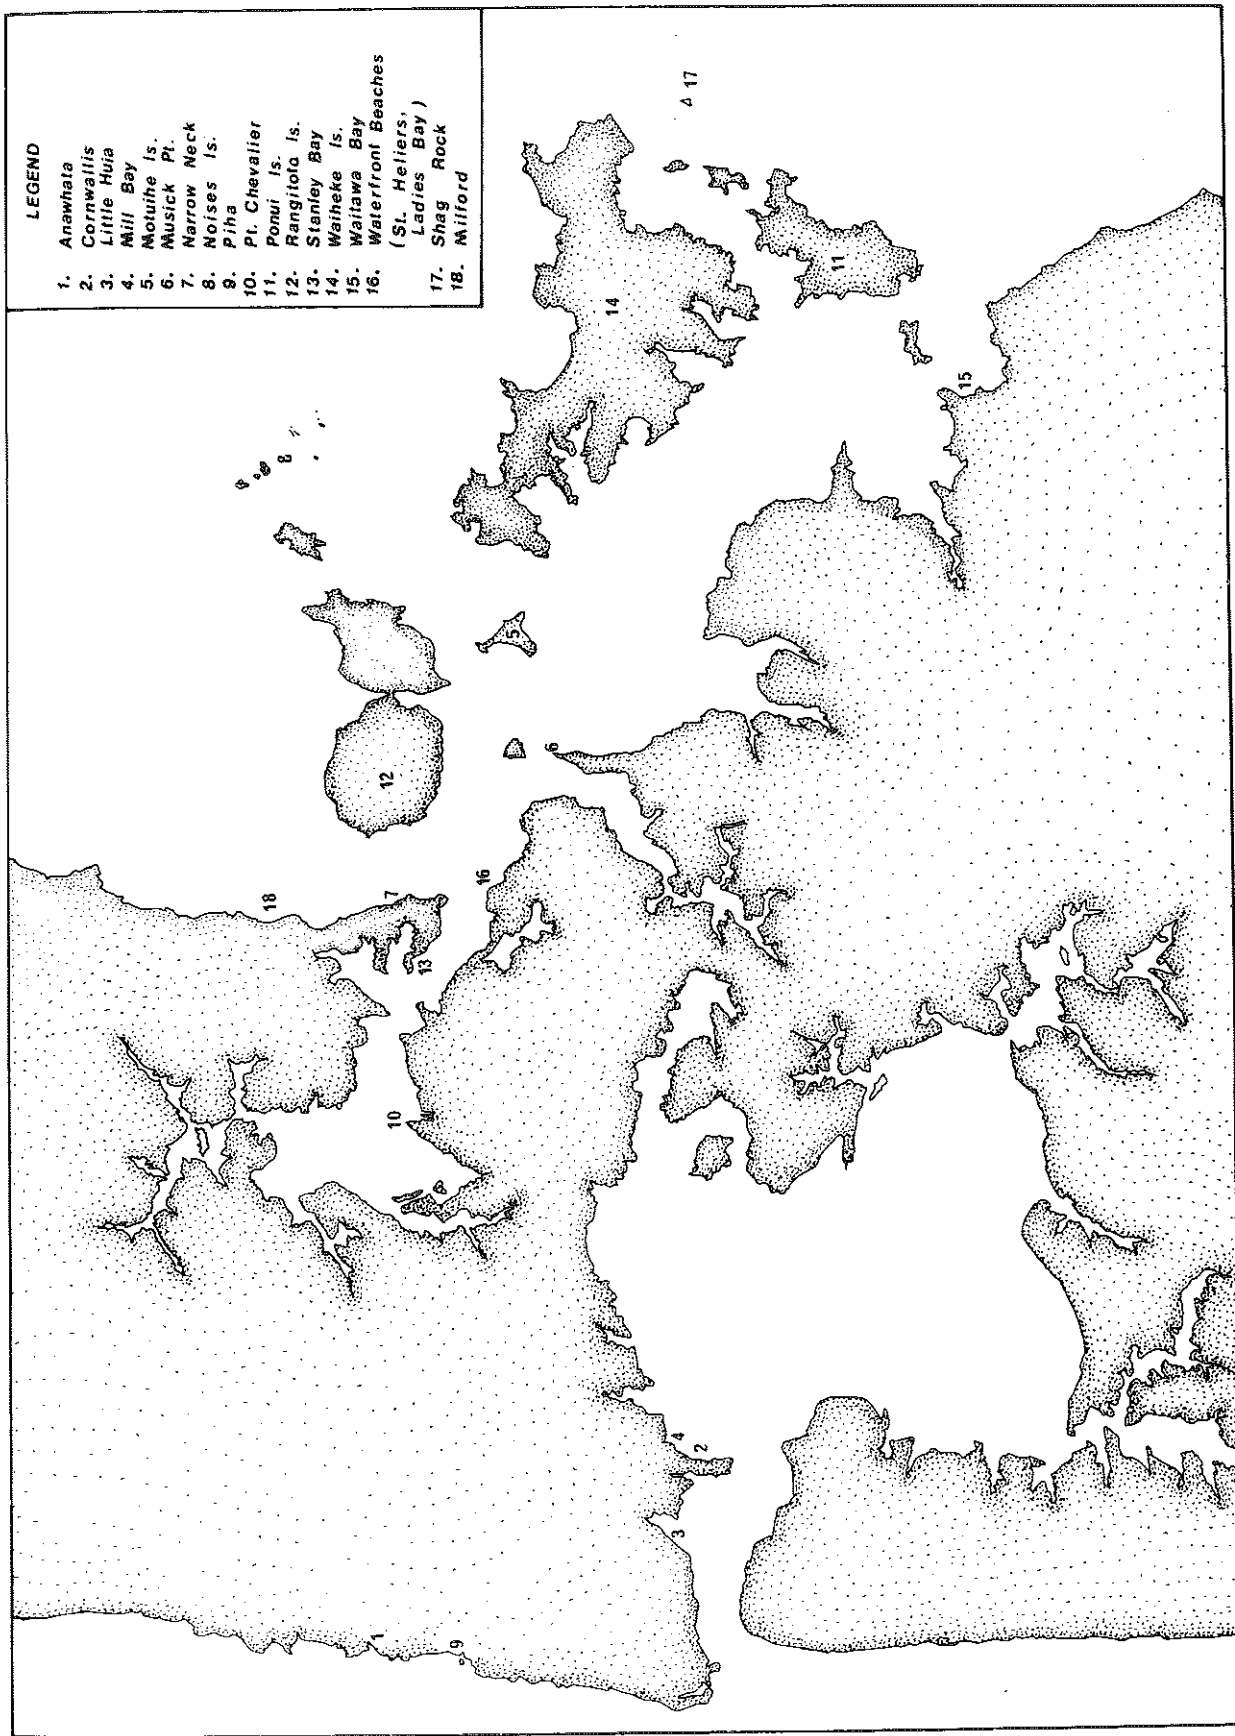 LEGEND
1. Anawhata
2. Cornwallis
3. Little Huia
4. Mill Bay
5. Motuihe Is.
6. Musick Pt.
7. Narrow Neck
8. Noises Is.
9. Piha
10. Pt. Chevalier
11. Ponui Is.
12. Rangitoto Is.
13. Stanley Bay
14. Waiheke Is.
15. Waitawa Bay
16. Waterfront Beaches
(St. Heliers,
Ladies Bay)
17. Shag Rock
18. Milford
1
9
3
2
4
10
13
7
18
16
12
6
5
8
14
11
15
17